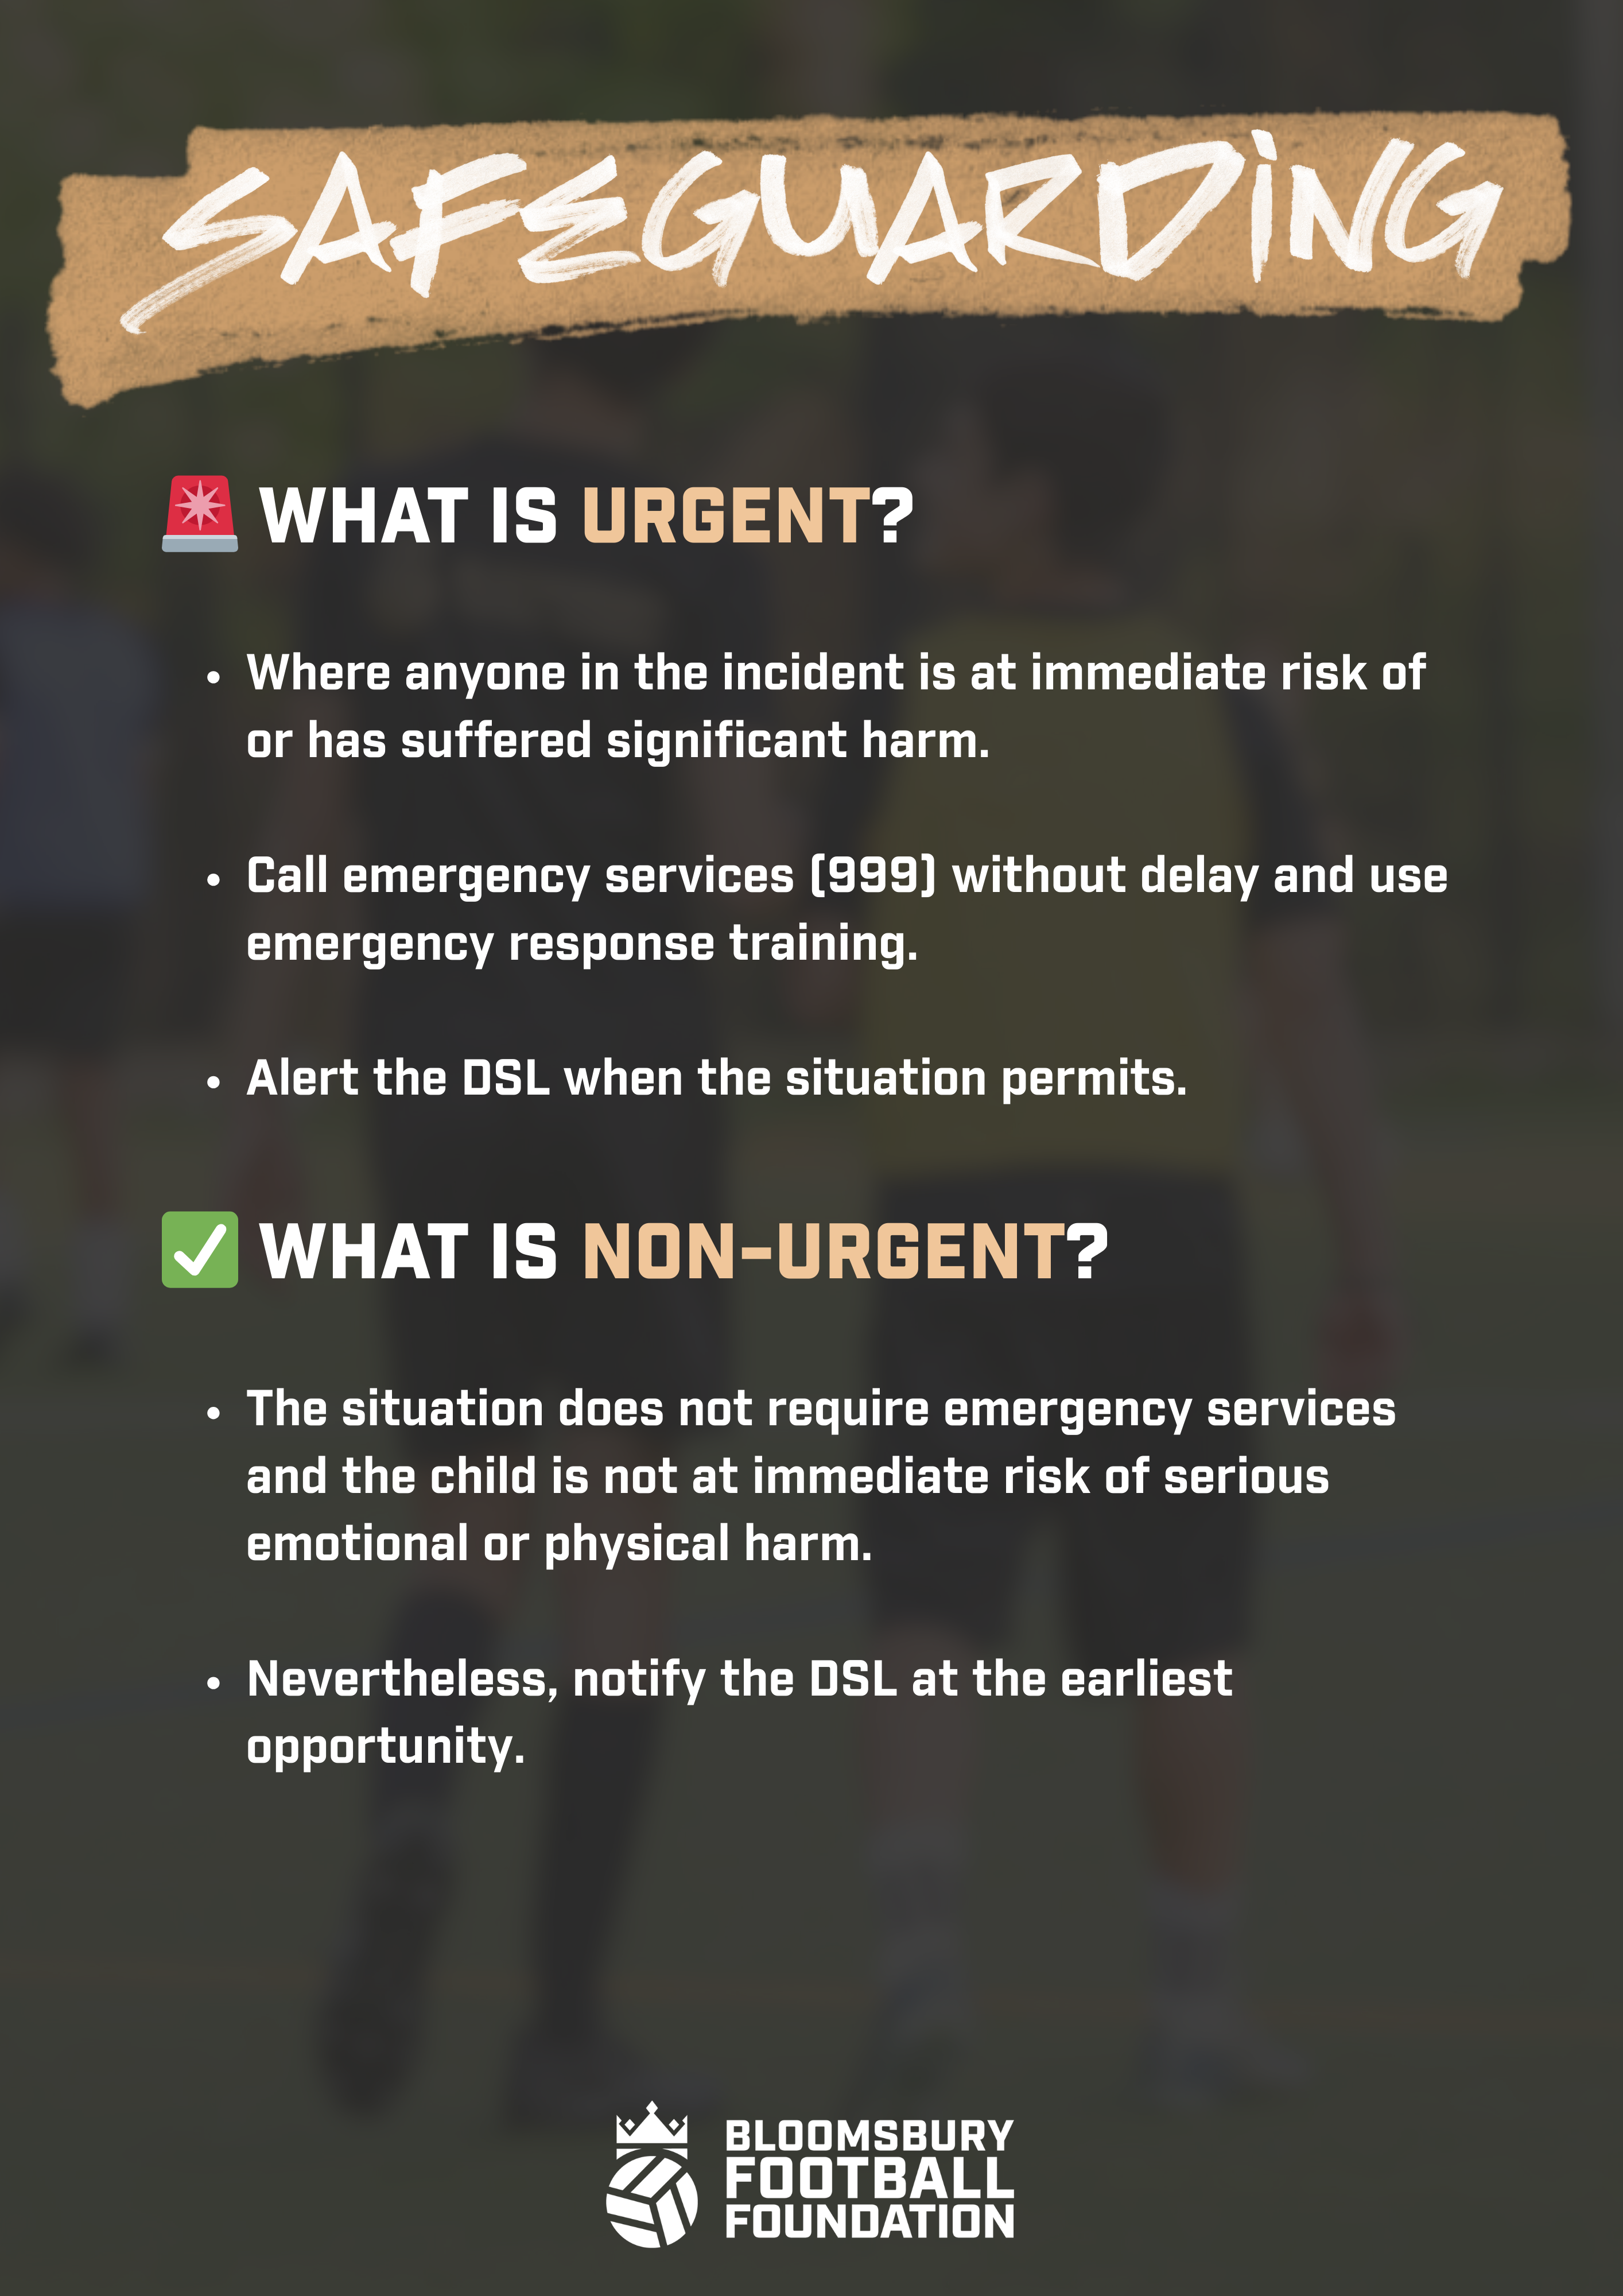 SAFEGUARDING
🚨 WHAT IS URGENT?
• Where anyone in the incident is at immediate risk of
or has suffered significant harm.
• Call emergency services (999) without delay and use
emergency response training.
• Alert the DSL when the situation permits.
✅ WHAT IS NON-URGENT?
• The situation does not require emergency services
and the child is not at immediate risk of serious
emotional or physical harm.
• Nevertheless, notify the DSL at the earliest
opportunity.
BLOOMSBURY
FOOTBALL
FOUNDATION